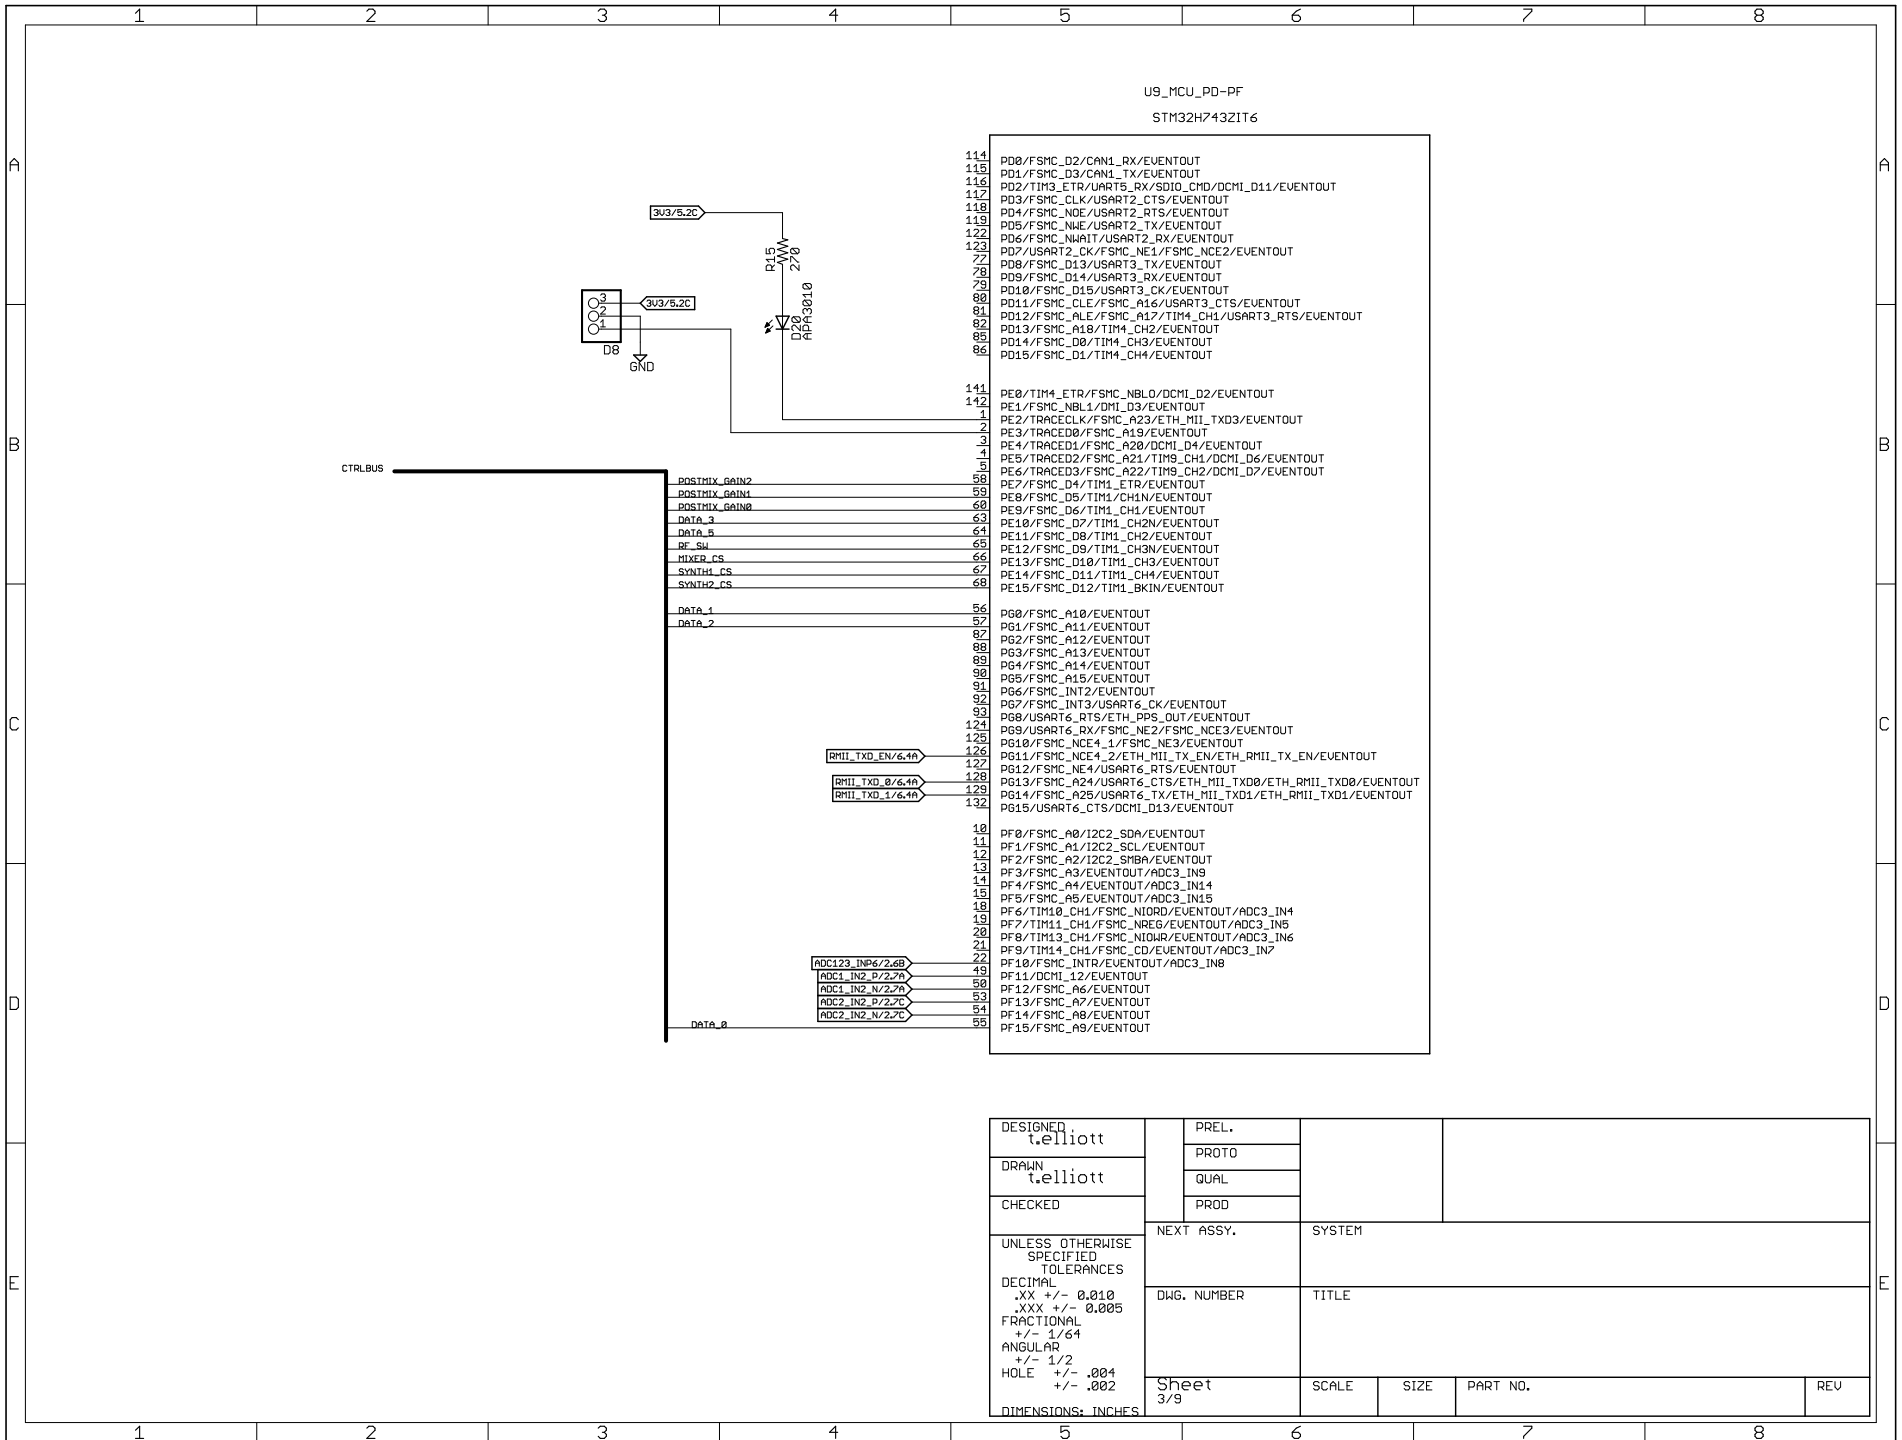 1 2 3 4 5 6 7 8
U9_MCU_PD-PF
STM32H743ZIT6
A A
B B
C C
D D
E E
3V3/5.2C
R15
270
D20
APA3010
3
2
1
3V3/5.2C
D8
GND
CTRLBUS
114 PD0/FSMC_D2/CAN1_RX/EVENTOUT
115 PD1/FSMC_D3/CAN1_TX/EVENTOUT
116 PD2/TIM3_ETR/UART5_RX/SDIO_CMD/DCMI_D11/EVENTOUT
117 PD3/FSMC_CLK/USART2_CTS/EVENTOUT
118 PD4/FSMC_NOE/USART2_RTS/EVENTOUT
119 PD5/FSMC_NWE/USART2_TX/EVENTOUT
122 PD6/FSMC_NWAIT/USART2_RX/EVENTOUT
123 PD7/USART2_CK/FSMC_NE1/FSMC_NCE2/EVENTOUT
77 PD8/FSMC_D13/USART3_TX/EVENTOUT
78 PD9/FSMC_D14/USART3_RX/EVENTOUT
79 PD10/FSMC_D15/USART3_CK/EVENTOUT
80 PD11/FSMC_CLE/FSMC_A16/USART3_CTS/EVENTOUT
81 PD12/FSMC_ALE/FSMC_A17/TIM4_CH1/USART3_RTS/EVENTOUT
82 PD13/FSMC_A18/TIM4_CH2/EVENTOUT
85 PD14/FSMC_D0/TIM4_CH3/EVENTOUT
86 PD15/FSMC_D1/TIM4_CH4/EVENTOUT
141 PE0/TIM4_ETR/FSMC_NBL0/DCMI_D2/EVENTOUT
142 PE1/FSMC_NBL1/DMI_D3/EVENTOUT
1 PE2/TRACECLK/FSMC_A23/ETH_MII_TXD3/EVENTOUT
2 PE3/TRACED0/FSMC_A19/EVENTOUT
3 PE4/TRACED1/FSMC_A20/DCMI_D4/EVENTOUT
4 PE5/TRACED2/FSMC_A21/TIM9_CH1/DCMI_D6/EVENTOUT
5 PE6/TRACED3/FSMC_A22/TIM9_CH2/DCMI_D7/EVENTOUT
POSTMIX_GAIN2 58 PE7/FSMC_D4/TIM1_ETR/EVENTOUT
POSTMIX_GAIN1 59 PE8/FSMC_D5/TIM1/CH1N/EVENTOUT
POSTMIX_GAIN0 60 PE9/FSMC_D6/TIM1_CH1/EVENTOUT
DATA_3 63 PE10/FSMC_D7/TIM1_CH2N/EVENTOUT
DATA_5 64 PE11/FSMC_D8/TIM1_CH2/EVENTOUT
RF_SW 65 PE12/FSMC_D9/TIM1_CH3N/EVENTOUT
MIXER_CS 66 PE13/FSMC_D10/TIM1_CH3/EVENTOUT
SYNTH1_CS 67 PE14/FSMC_D11/TIM1_CH4/EVENTOUT
SYNTH2_CS 68 PE15/FSMC_D12/TIM1_BKIN/EVENTOUT
DATA_1 56 PG0/FSMC_A10/EVENTOUT
DATA_2 57 PG1/FSMC_A11/EVENTOUT
87 PG2/FSMC_A12/EVENTOUT
88 PG3/FSMC_A13/EVENTOUT
89 PG4/FSMC_A14/EVENTOUT
90 PG5/FSMC_A15/EVENTOUT
91 PG6/FSMC_INT2/EVENTOUT
92 PG7/FSMC_INT3/USART6_CK/EVENTOUT
93 PG8/USART6_RTS/ETH_PPS_OUT/EVENTOUT
124 PG9/USART6_RX/FSMC_NE2/FSMC_NCE3/EVENTOUT
125 PG10/FSMC_NCE4_1/FSMC_NE3/EVENTOUT
RMII_TXD_EN/6.4A 126 PG11/FSMC_NCE4_2/ETH_MII_TX_EN/ETH_RMII_TX_EN/EVENTOUT
127 PG12/FSMC_NE4/USART6_RTS/EVENTOUT
RMII_TXD_0/6.4A 128 PG13/FSMC_A24/USART6_CTS/ETH_MII_TXD0/ETH_RMII_TXD0/EVENTOUT
RMII_TXD_1/6.4A 129 PG14/FSMC_A25/USART6_TX/ETH_MII_TXD1/ETH_RMII_TXD1/EVENTOUT
132 PG15/USART6_CTS/DCMI_D13/EVENTOUT
10 PF0/FSMC_A0/I2C2_SDA/EVENTOUT
11 PF1/FSMC_A1/I2C2_SCL/EVENTOUT
12 PF2/FSMC_A2/I2C2_SMBA/EVENTOUT
13 PF3/FSMC_A3/EVENTOUT/ADC3_IN9
14 PF4/FSMC_A4/EVENTOUT/ADC3_IN14
15 PF5/FSMC_A5/EVENTOUT/ADC3_IN15
18 PF6/TIM10_CH1/FSMC_NIORD/EVENTOUT/ADC3_IN4
19 PF7/TIM11_CH1/FSMC_NREG/EVENTOUT/ADC3_IN5
20 PF8/TIM13_CH1/FSMC_NIOWR/EVENTOUT/ADC3_IN6
21 PF9/TIM14_CH1/FSMC_CD/EVENTOUT/ADC3_IN7
ADC123_INP6/2.6B 22 PF10/FSMC_INTR/EVENTOUT/ADC3_IN8
ADC1_IN2_P/2.7A 49 PF11/DCMI_12/EVENTOUT
ADC1_IN2_N/2.7A 50 PF12/FSMC_A6/EVENTOUT
ADC2_IN2_P/2.7C 53 PF13/FSMC_A7/EVENTOUT
ADC2_IN2_N/2.7C 54 PF14/FSMC_A8/EVENTOUT
DATA_0 55 PF15/FSMC_A9/EVENTOUT
DESIGNED
t.elliott
DRAWN
t.elliott
CHECKED
PREL.
PROTO
QUAL
PROD
UNLESS OTHERWISE
SPECIFIED
TOLERANCES
DECIMAL
.XX +/- 0.010
.XXX +/- 0.005
FRACTIONAL
+/- 1/64
ANGULAR
+/- 1/2
HOLE +/- .004
+/- .002
DIMENSIONS: INCHES
NEXT ASSY. SYSTEM
DWG. NUMBER TITLE
Sheet
3/9
SCALE SIZE PART NO. REV
1 2 3 4 5 6 7 8